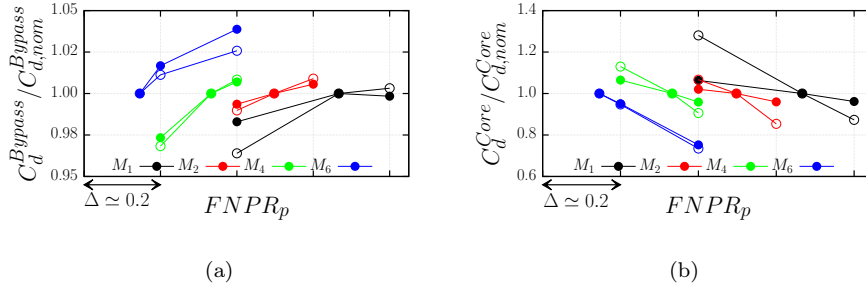 C_d^{Bypass}/C_{d,nom}^{Bypass}
1.05
1.02
1.00
0.98
0.95
M_1 M_2 M_4 M_6
Δ ≃ 0.2
FNPR_p
(a)
C_d^{Core}/C_{d,nom}^{Core}
1.4
1.2
1.0
0.8
0.6
M_1 M_2 M_4 M_6
Δ ≃ 0.2
FNPR_p
(b)